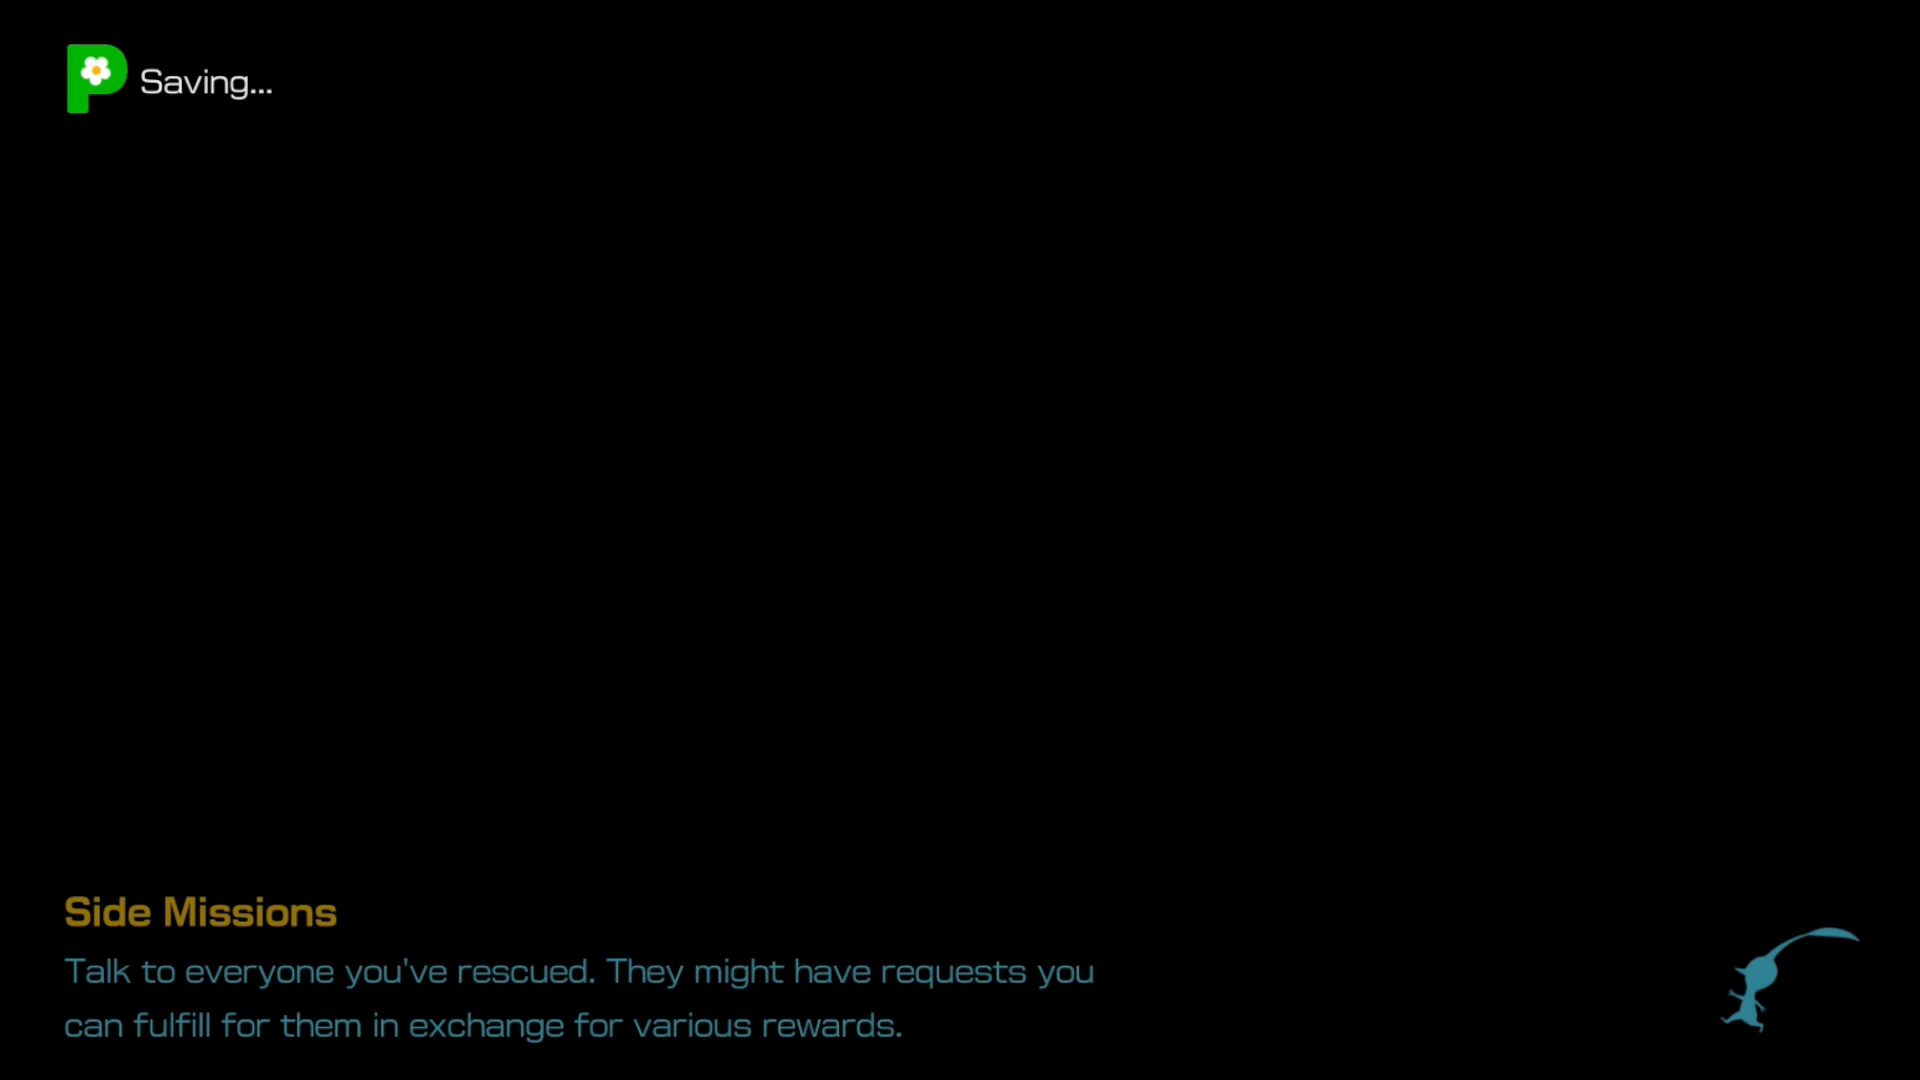 P Saving...
Side Missions
Talk to everyone you've rescued. They might have requests you
can fulfill for them in exchange for various rewards.